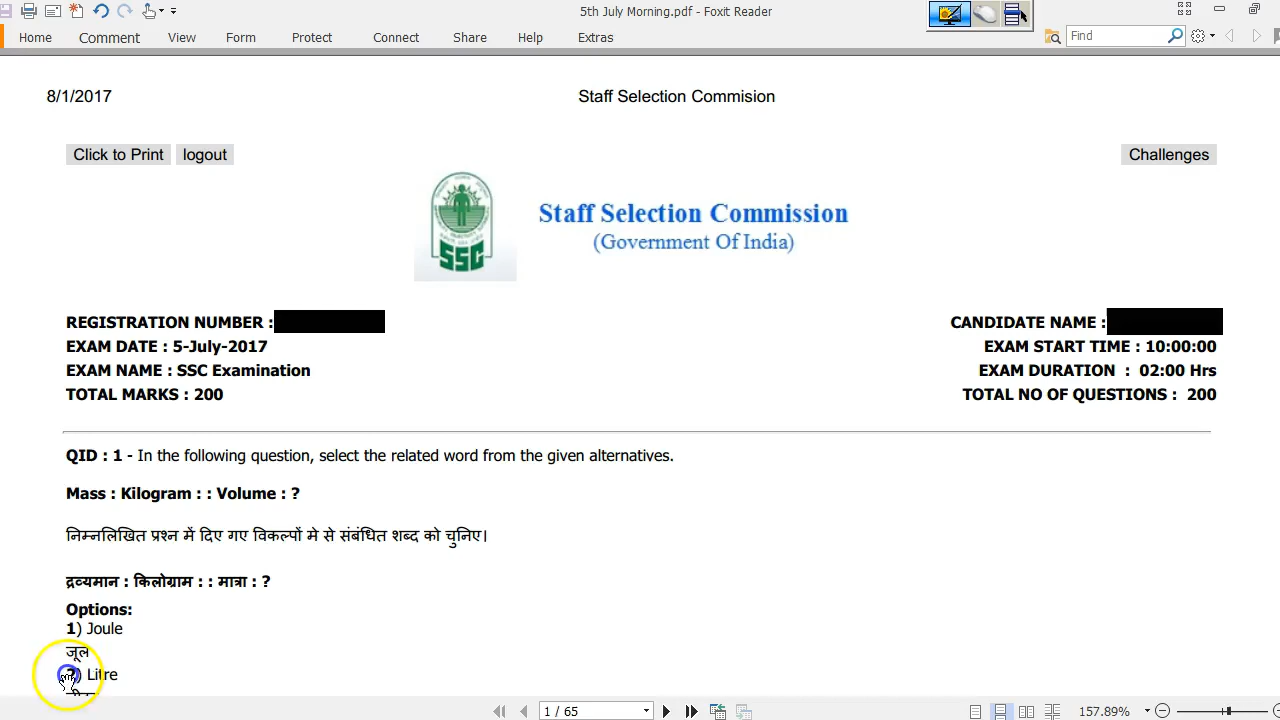 5th July Morning.pdf - Foxit Reader
Home Comment View Form Protect Connect Share Help Extras Find
8/1/2017 Staff Selection Commision
Click to Print logout Challenges
SSC
Staff Selection Commission
(Government Of India)
REGISTRATION NUMBER : CANDIDATE NAME :
EXAM DATE : 5-July-2017 EXAM START TIME : 10:00:00
EXAM NAME : SSC Examination EXAM DURATION : 02:00 Hrs
TOTAL MARKS : 200 TOTAL NO OF QUESTIONS : 200
QID : 1 - In the following question, select the related word from the given alternatives.
Mass : Kilogram : : Volume : ?
निम्नलिखित प्रश्न में दिए गए विकल्पों मे से संबंधित शब्द को चुनिए।
द्रव्यमान : किलोग्राम : : मात्रा : ?
Options:
1) Joule
जूल
2) Litre
1 / 65 157.89%